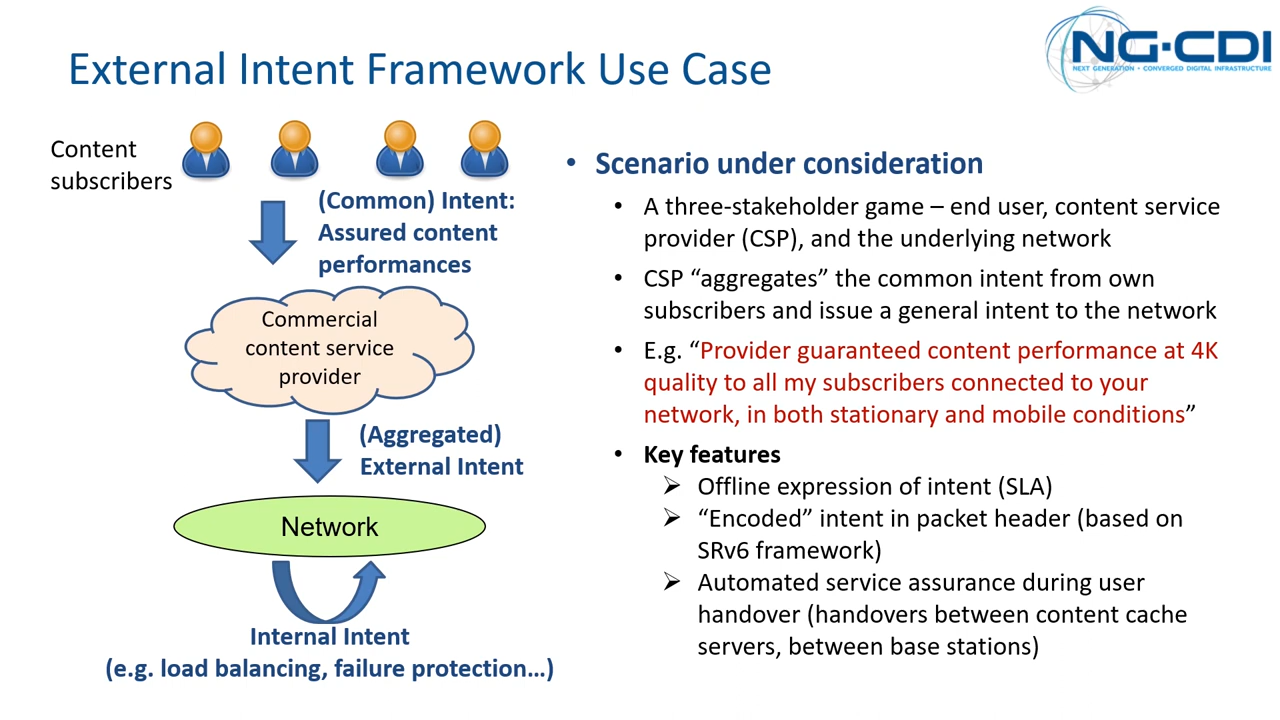 External Intent Framework Use Case
NG-CDI
NEXT GENERATION • CONVERGED DIGITAL INFRASTRUCTURE
Content
subscribers
(Common) Intent:
Assured content
performances
Commercial
content service
provider
(Aggregated)
External Intent
Network
Internal Intent
(e.g. load balancing, failure protection…)
• Scenario under consideration
• A three-stakeholder game – end user, content service
provider (CSP), and the underlying network
• CSP “aggregates” the common intent from own
subscribers and issue a general intent to the network
• E.g. “Provider guaranteed content performance at 4K
quality to all my subscribers connected to your
network, in both stationary and mobile conditions”
• Key features
➢ Offline expression of intent (SLA)
➢ “Encoded” intent in packet header (based on
SRv6 framework)
➢ Automated service assurance during user
handover (handovers between content cache
servers, between base stations)